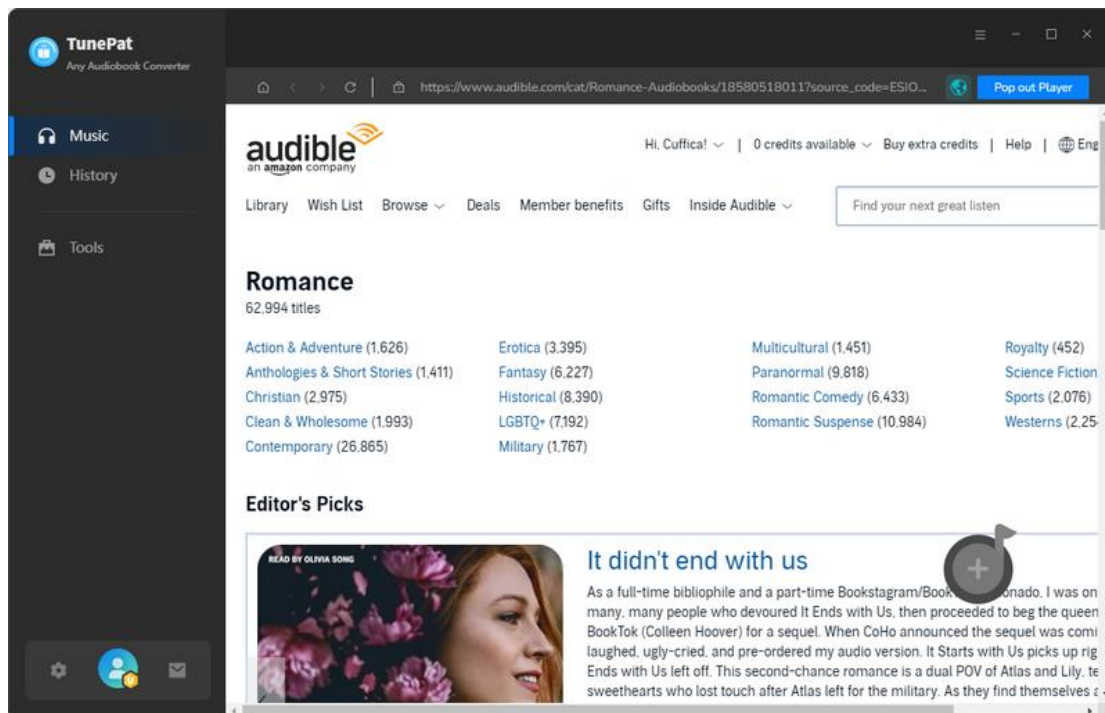 TunePat
Any Audiobook Converter
Music
History
Tools
https://www.audible.com/cat/Romance-Audiobooks/18580518011?source_code=ESIO...
Pop out Player
audible
an amazon company
Hi, Cuffica! | 0 credits available Buy extra credits | Help | Eng
Library Wish List Browse Deals Member benefits Gifts Inside Audible
Find your next great listen
Romance
62,994 titles
Action & Adventure (1,626) Erotica (3,395) Multicultural (1,451) Royalty (452)
Anthologies & Short Stories (1,411) Fantasy (6,227) Paranormal (9,818) Science Fiction
Christian (2,975) Historical (8,390) Romantic Comedy (6,433) Sports (2,076)
Clean & Wholesome (1,993) LGBTQ+ (7,192) Romantic Suspense (10,984) Westerns (2,25
Contemporary (26,865) Military (1,767)
Editor's Picks
READ BY OLIVIA SONG
It didn't end with us
As a full-time bibliophile and a part-time Bookstagram/Book onado, I was on
many, many people who devoured It Ends with Us, then proceeded to beg the queen
BookTok (Colleen Hoover) for a sequel. When CoHo announced the sequel was comi
laughed, ugly-cried, and pre-ordered my audio version. It Starts with Us picks up rig
Ends with Us left off. This second-chance romance is a dual POV of Atlas and Lily, te
sweethearts who lost touch after Atlas left for the military. As they find themselves